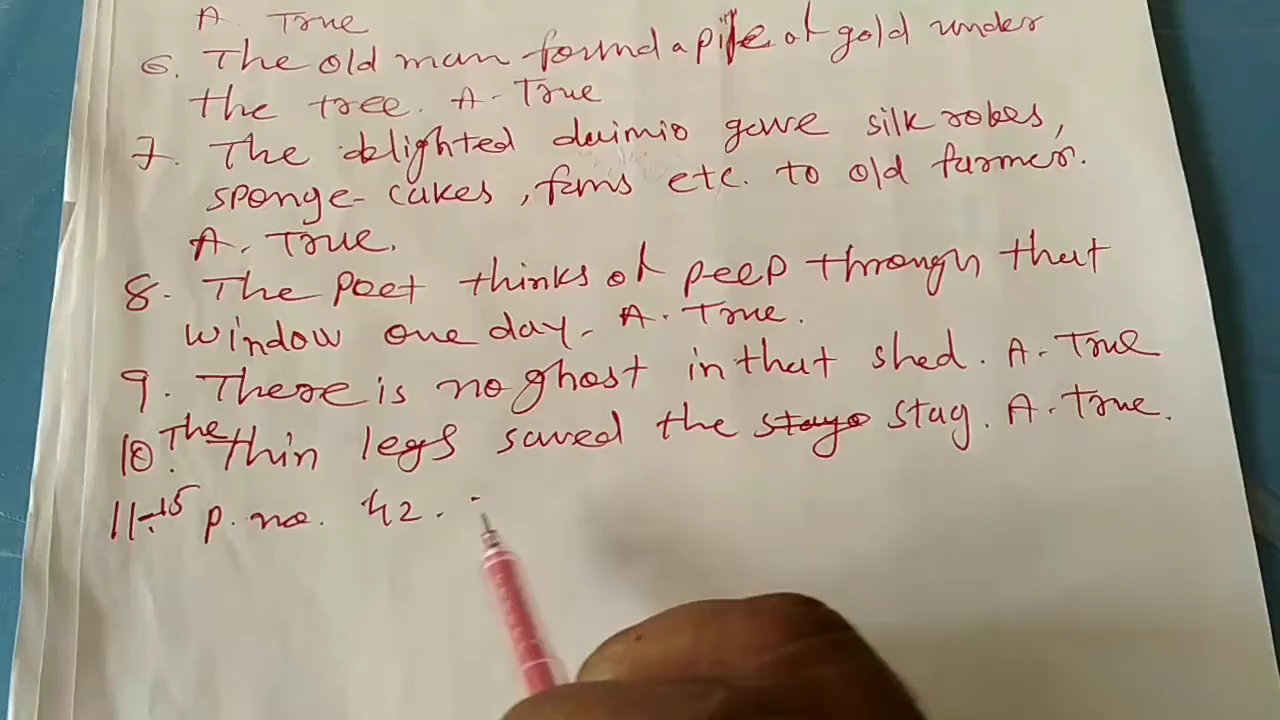 A True
6. The old man found a pile of gold under
the tree. A - True
7. The delighted daimio gave silk robes,
sponge-cakes, fans etc. to old farmer.
A. True.
8. The Poet thinks of peep through that
window one day. A. True.
9. There is no ghost in that shed. A - True
10. The thin legs saved the stag. A. True.
11-15 P. no. 42.